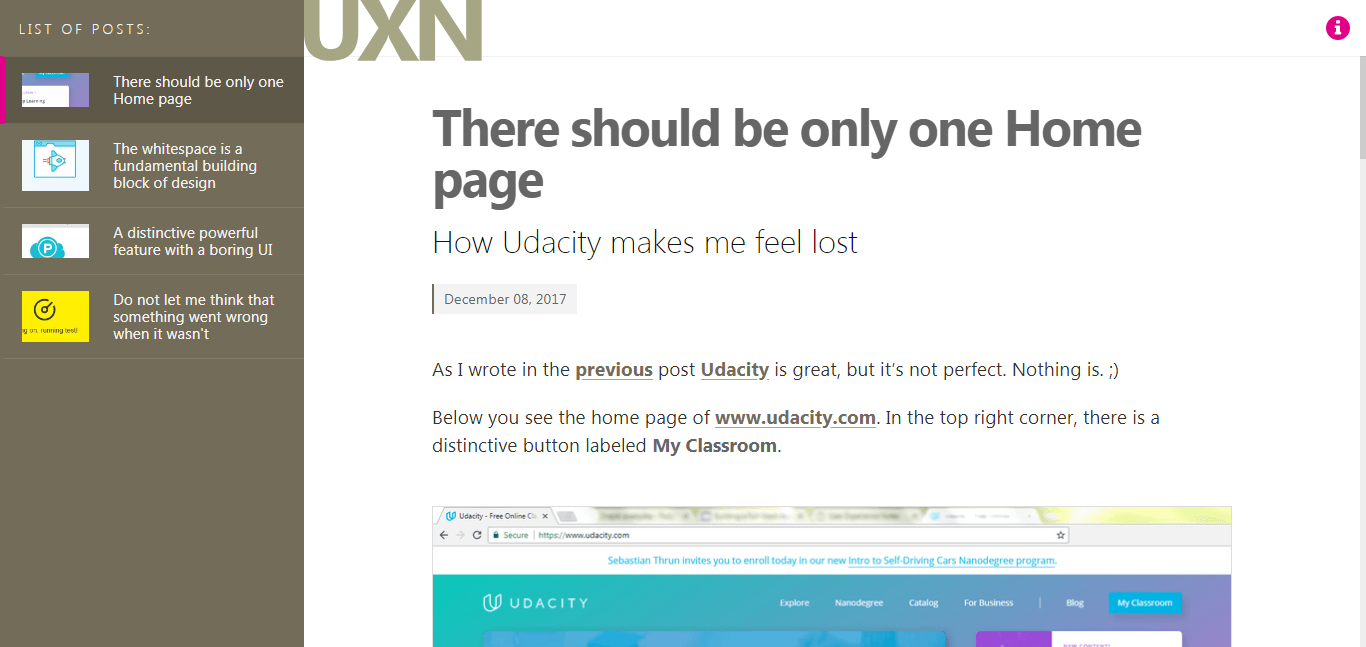 LIST OF POSTS:
There should be only one
Home page
The whitespace is a
fundamental building
block of design
A distinctive powerful
feature with a boring UI
Do not let me think that
something went wrong
when it wasn't
UXN
There should be only one Home
page
How Udacity makes me feel lost
December 08, 2017
As I wrote in the previous post Udacity is great, but it’s not perfect. Nothing is. ;)
Below you see the home page of www.udacity.com. In the top right corner, there is a
distinctive button labeled My Classroom.
Udacity - Free Online Cl
Secure | https://www.udacity.com
Sebastian Thrun invites you to enroll today in our new Intro to Self-Driving Cars Nanodegree program.
UDACITY
Explore Nanodegree Catalog For Business | Blog My Classroom